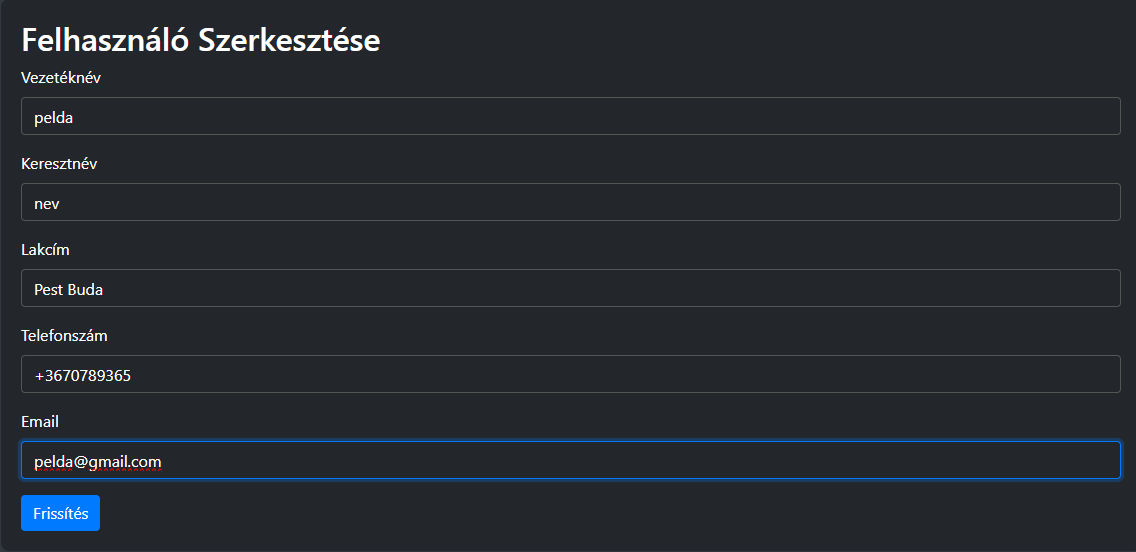 Felhasználó Szerkesztése
Vezetéknév
pelda
Keresztnév
nev
Lakcím
Pest Buda
Telefonszám
+3670789365
Email
pelda@gmail.com
Frissítés